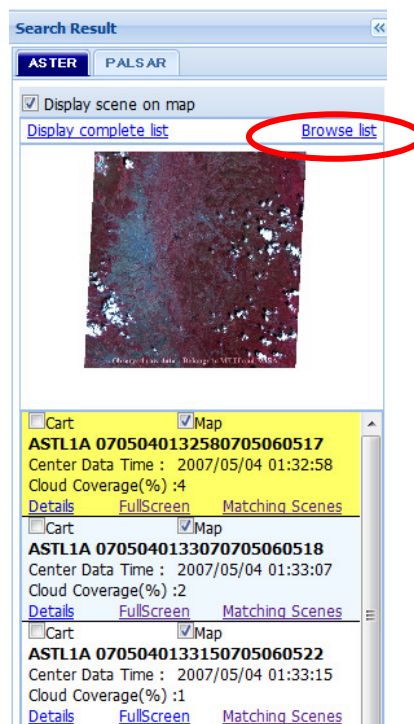 Search Result
ASTER PALSAR
Display scene on map
Display complete list Browse list
Cart Map
ASTL1A 0705040132580705060517
Center Data Time : 2007/05/04 01:32:58
Cloud Coverage(%) :4
Details FullScreen Matching Scenes
Cart Map
ASTL1A 0705040133070705060518
Center Data Time : 2007/05/04 01:33:07
Cloud Coverage(%) :2
Details FullScreen Matching Scenes
Cart Map
ASTL1A 0705040133150705060522
Center Data Time : 2007/05/04 01:33:15
Cloud Coverage(%) :1
Details FullScreen Matching Scenes